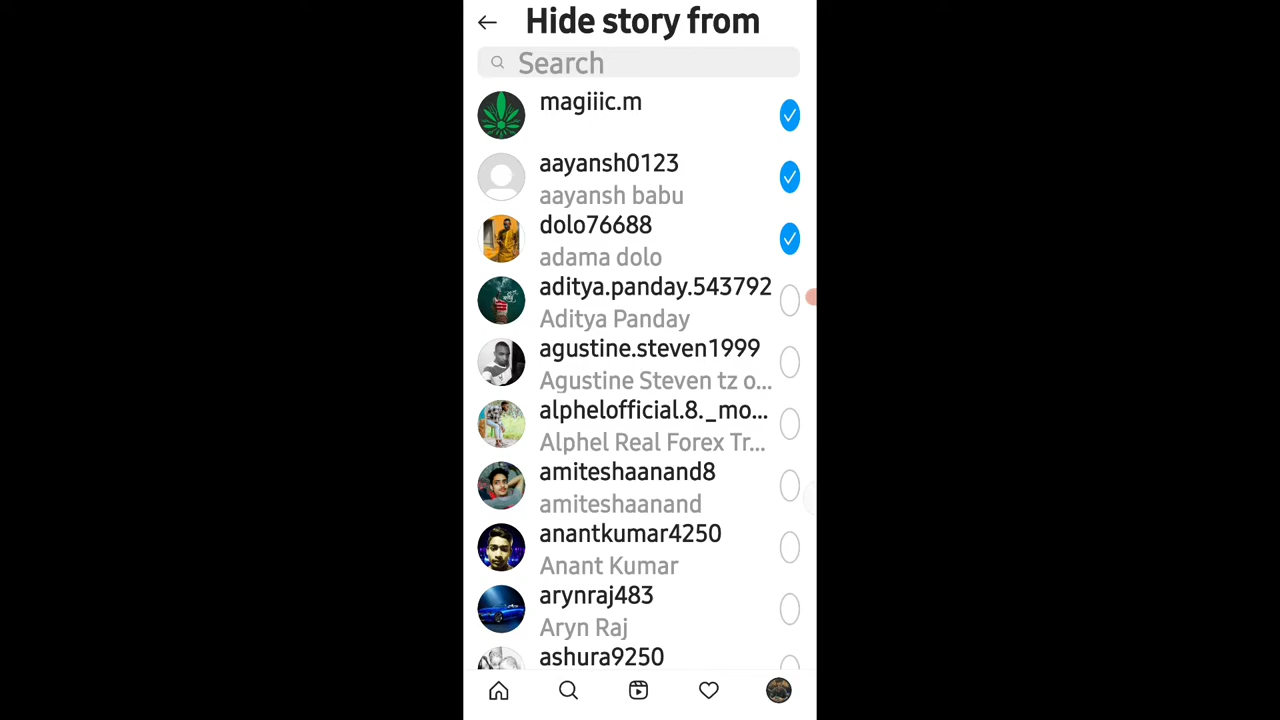 Hide story from
Search
magiiic.m
aayansh0123
aayansh babu
dolo76688
adama dolo
aditya.panday.543792
Aditya Panday
agustine.steven1999
Agustine Steven tz o...
alphelofficial.8._mo...
Alphel Real Forex Tr...
amiteshaanand8
amiteshaanand
anantkumar4250
Anant Kumar
arynraj483
Aryn Raj
ashura9250